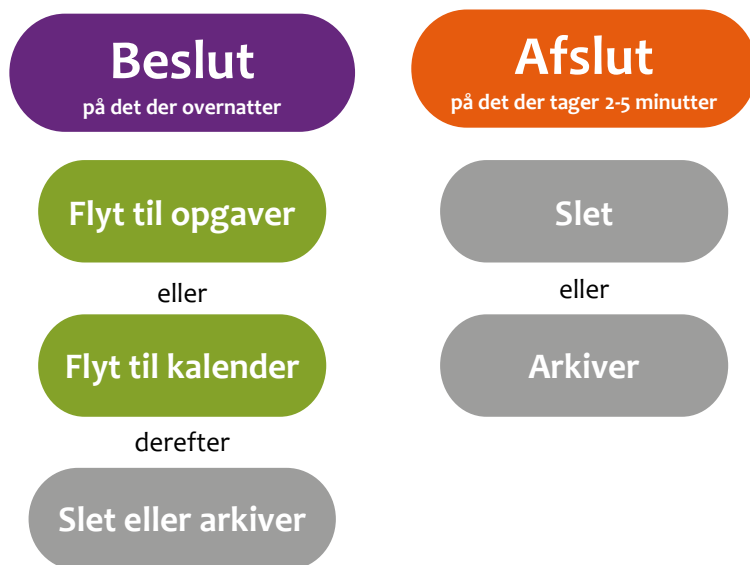 Beslut
på det der overnatter
Flyt til opgaver
eller
Flyt til kalender
derefter
Slet eller arkiver
Afslut
på det der tager 2-5 minutter
Slet
eller
Arkiver